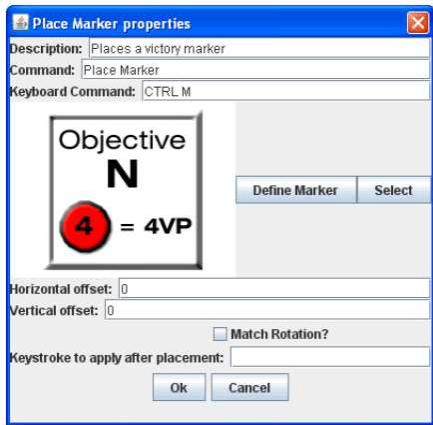 Place Marker properties
Description: Places a victory marker
Command: Place Marker
Keyboard Command: CTRL M
Objective
N
4 = 4VP
Define Marker Select
Horizontal offset: 0
Vertical offset: 0
Match Rotation?
Keystroke to apply after placement:
Ok Cancel